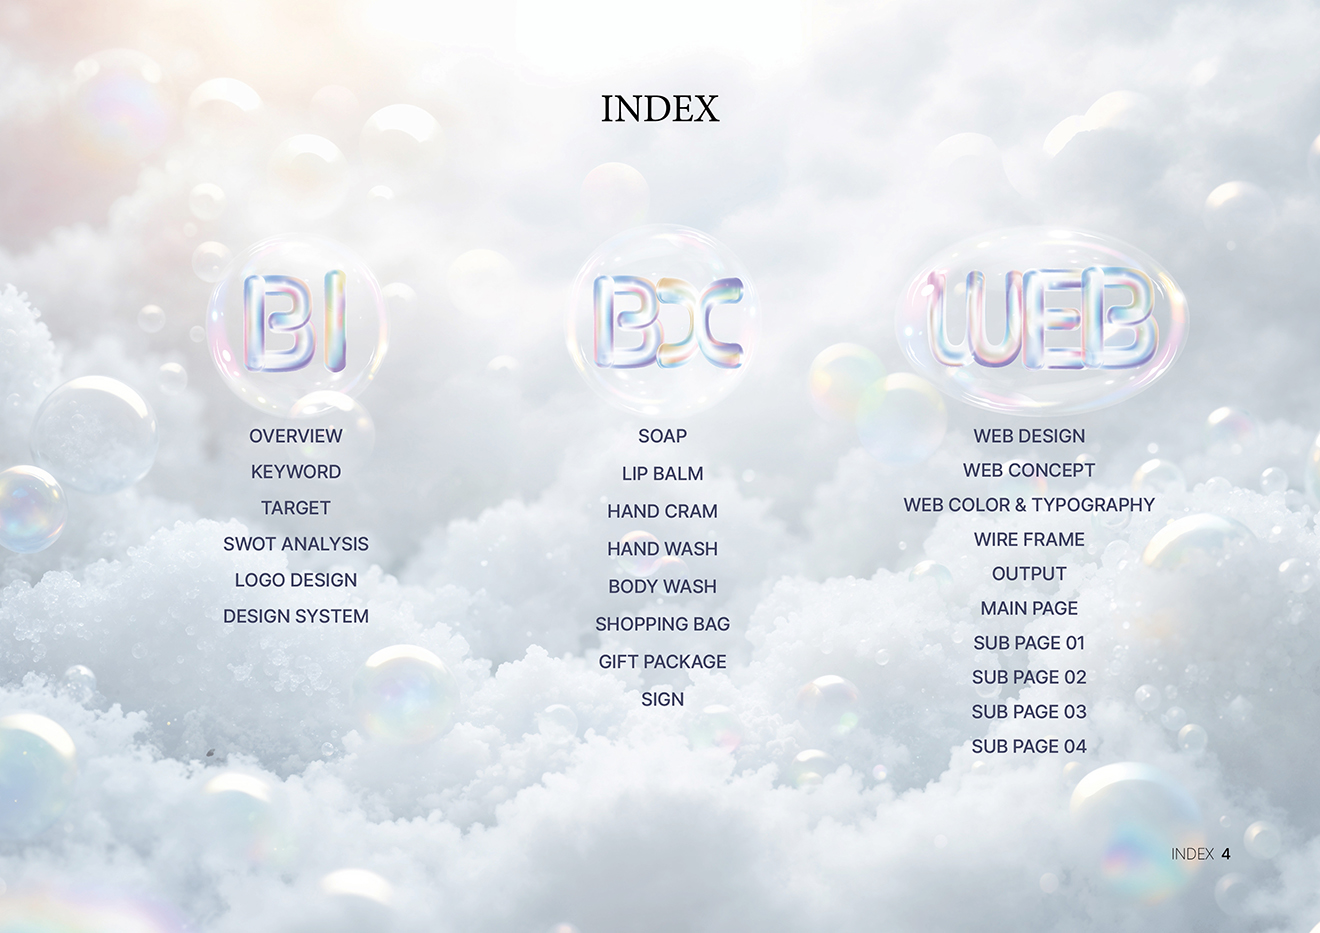 INDEX
BI
OVERVIEW
KEYWORD
TARGET
SWOT ANALYSIS
LOGO DESIGN
DESIGN SYSTEM
BX
SOAP
LIP BALM
HAND CRAM
HAND WASH
BODY WASH
SHOPPING BAG
GIFT PACKAGE
SIGN
WEB
WEB DESIGN
WEB CONCEPT
WEB COLOR & TYPOGRAPHY
WIRE FRAME
OUTPUT
MAIN PAGE
SUB PAGE 01
SUB PAGE 02
SUB PAGE 03
SUB PAGE 04
INDEX 4